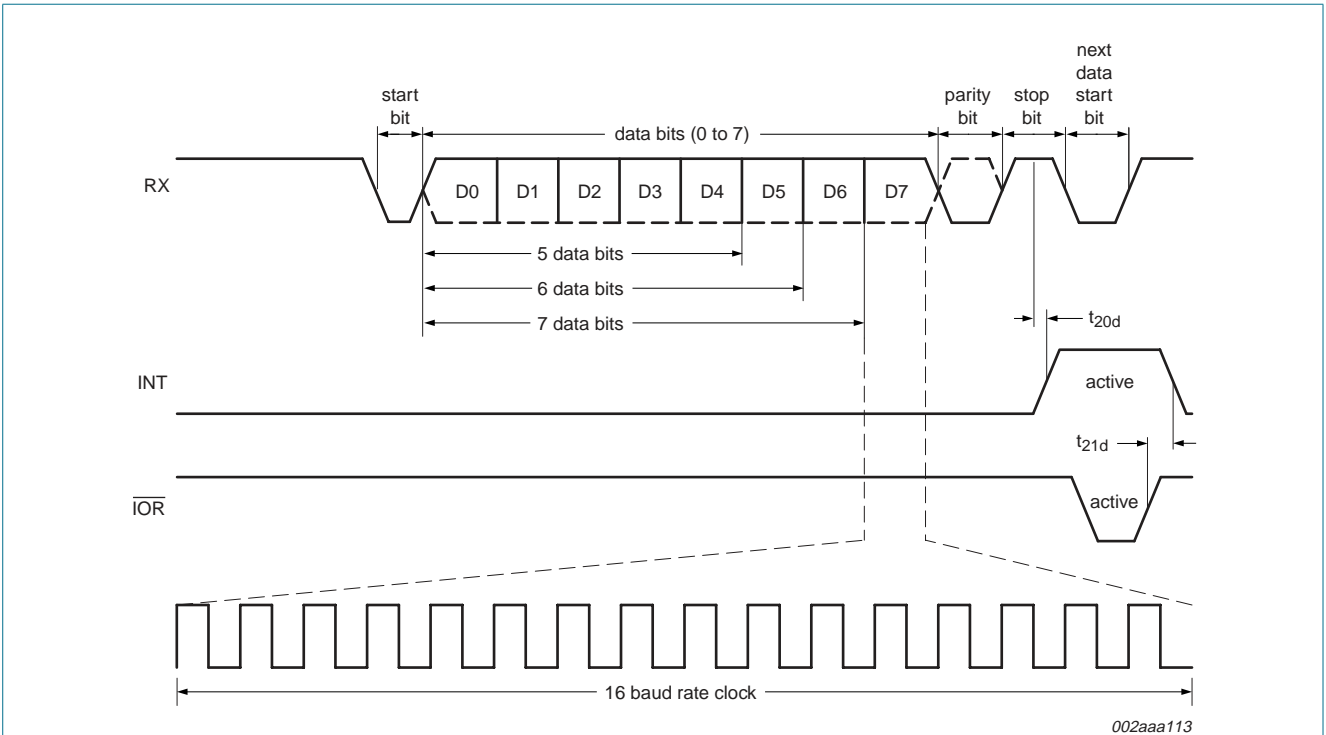 start
bit
data bits (0 to 7)
parity
bit
stop
bit
next
data
start
bit
RX
D0 D1 D2 D3 D4 D5 D6 D7
5 data bits
6 data bits
7 data bits
t20d
INT
active
t21d
IOR
active
16 baud rate clock
002aaa113